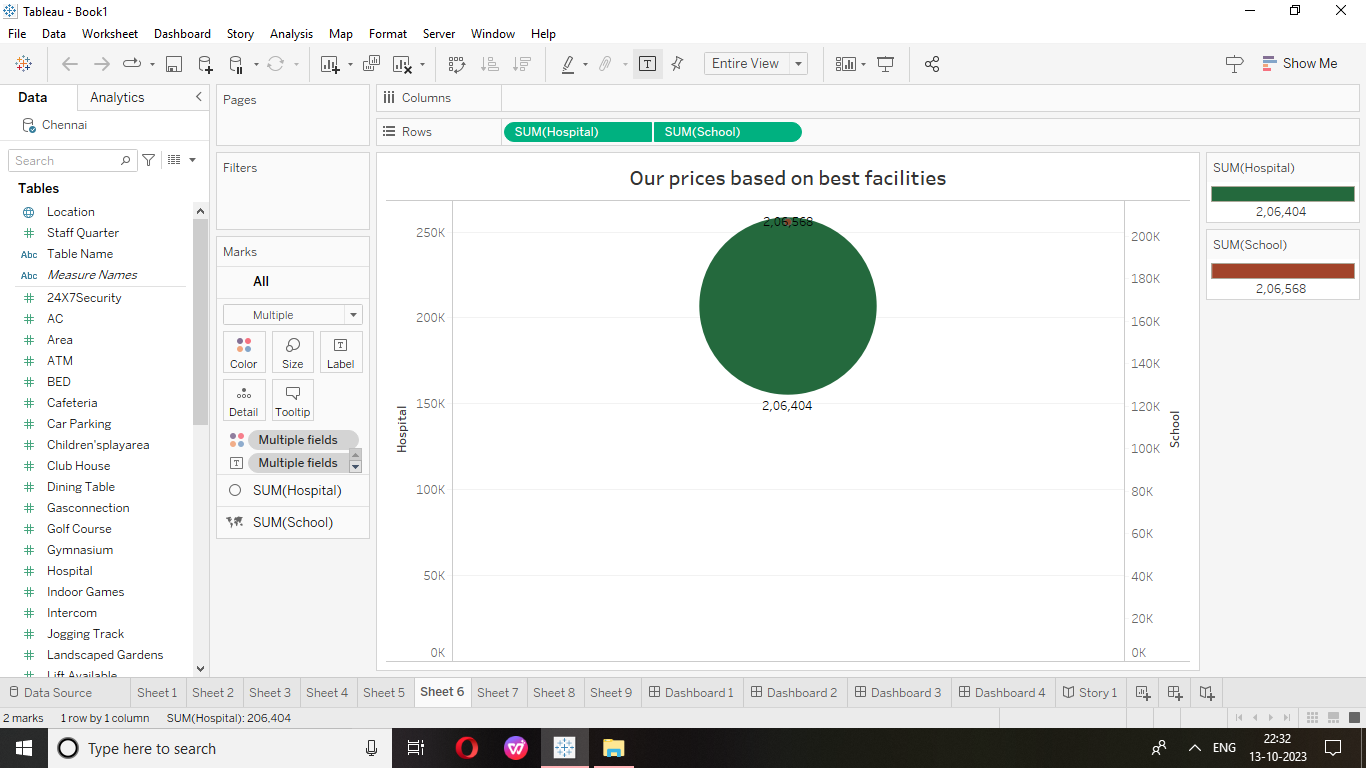 Tableau - Book1
File Data Worksheet Dashboard Story Analysis Map Format Server Window Help
Entire View
Show Me
Data Analytics
Chennai
Search
Tables
Location
Staff Quarter
Abc Table Name
Abc Measure Names
24X7Security
AC
Area
ATM
BED
Cafeteria
Car Parking
Children'splayarea
Club House
Dining Table
Gasconnection
Golf Course
Gymnasium
Hospital
Indoor Games
Intercom
Jogging Track
Landscaped Gardens
Lift Available
Pages
Filters
Marks
All
Multiple
Color Size Label
Detail Tooltip
Multiple fields
Multiple fields
SUM(Hospital)
SUM(School)
Columns
Rows SUM(Hospital) SUM(School)
Our prices based on best facilities
Hospital
250K
200K
150K
100K
50K
0K
2,06,568
2,06,404
200K
180K
160K
140K
120K
100K
80K
60K
40K
20K
0K
School
SUM(Hospital)
2,06,404
SUM(School)
2,06,568
Data Source Sheet 1 Sheet 2 Sheet 3 Sheet 4 Sheet 5 Sheet 6 Sheet 7 Sheet 8 Sheet 9 Dashboard 1 Dashboard 2 Dashboard 3 Dashboard 4 Story 1
2 marks 1 row by 1 column SUM(Hospital): 206,404
Type here to search
ENG
22:32
13-10-2023